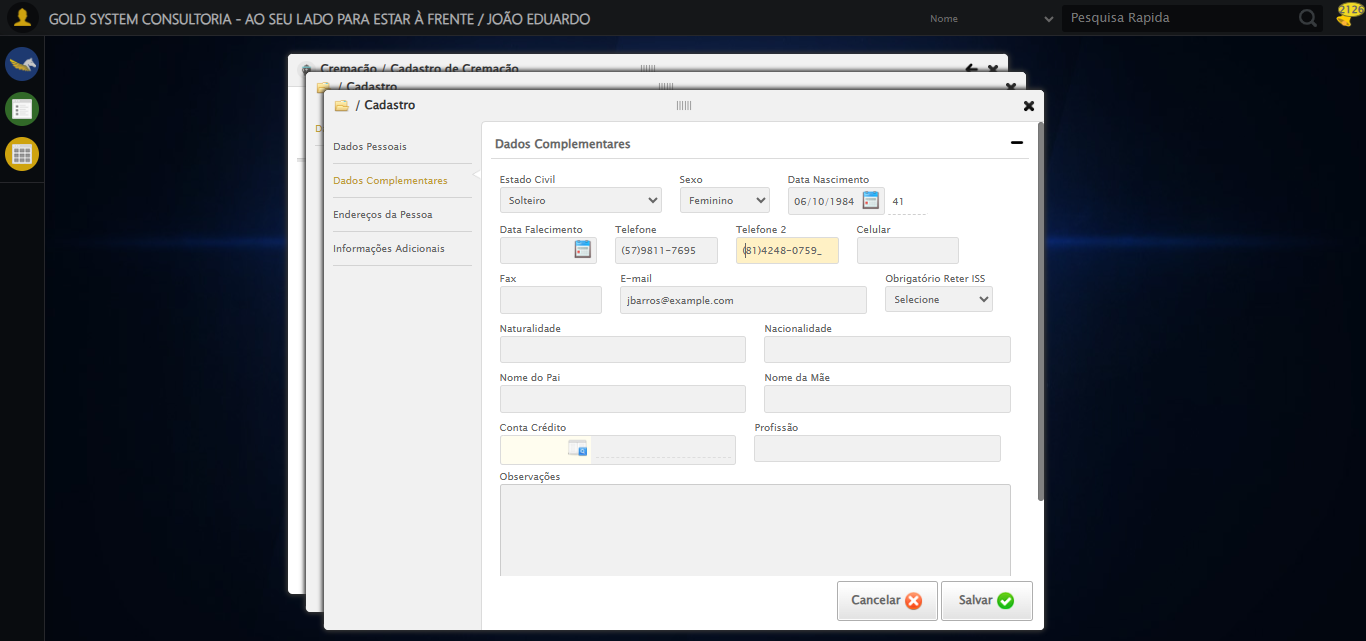 GOLD SYSTEM CONSULTORIA - AO SEU LADO PARA ESTAR À FRENTE / JOÃO EDUARDO
Nome
Pesquisa Rapida
2126
Cremação / Cadastro de Cremação
/ Cadastro
D
/ Cadastro
Dados Pessoais
Dados Complementares
Endereços da Pessoa
Informações Adicionais
Dados Complementares
Estado Civil Sexo Data Nascimento
Solteiro Feminino 06/10/1984 41
Data Falecimento Telefone Telefone 2 Celular
(57)9811-7695 (81)4248-0759_
Fax E-mail Obrigatório Reter ISS
jbarros@example.com Selecione
Naturalidade Nacionalidade
Nome do Pai Nome da Mãe
Conta Crédito Profissão
Observações
Cancelar Salvar